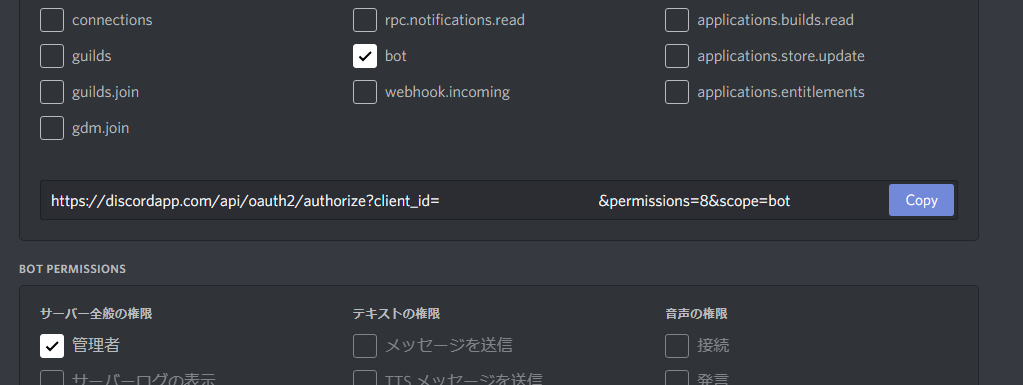 connections rpc.notifications.read applications.builds.read
guilds bot applications.store.update
guilds.join webhook.incoming applications.entitlements
gdm.join
https://discordapp.com/api/oauth2/authorize?client_id= &permissions=8&scope=bot Copy
BOT PERMISSIONS
サーバー全般の権限 テキストの権限 音声の権限
管理者 メッセージを送信 接続
サーバーログの表示 TTS メッセージを送信 発言